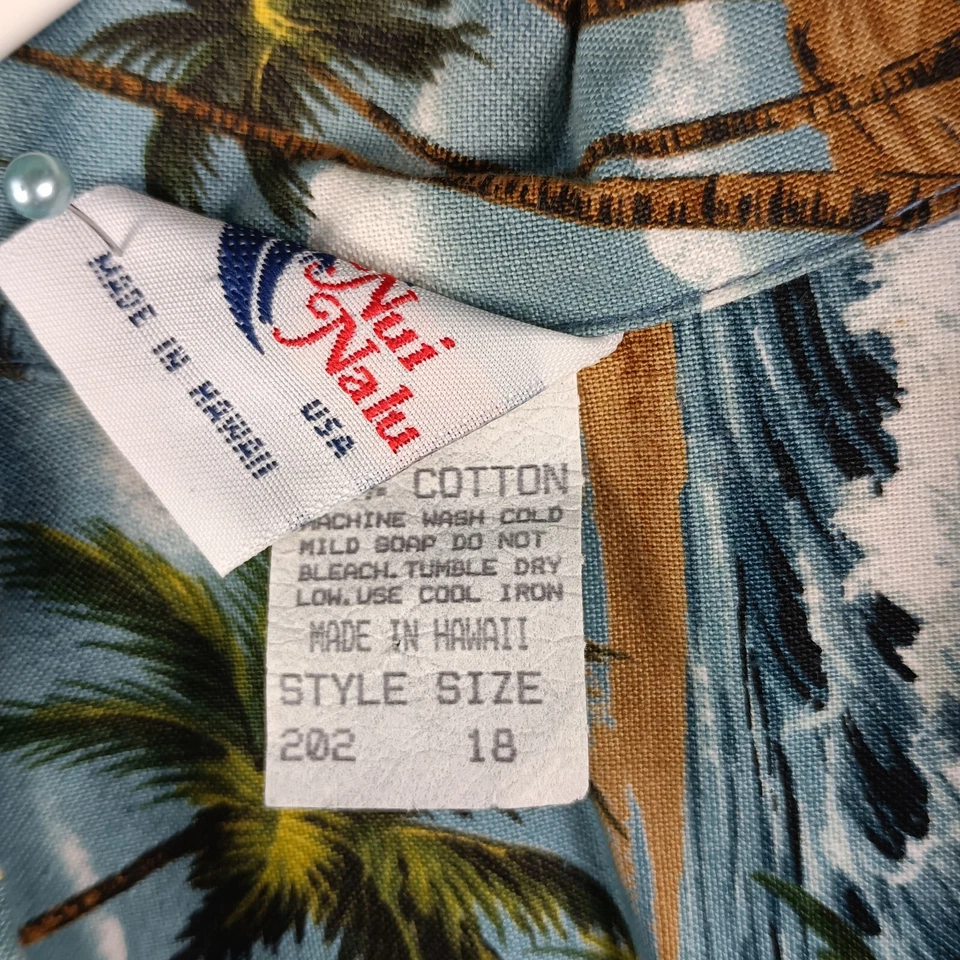 Nui
Nalu
USA
MADE IN HAWAII
% COTTON
MACHINE WASH COLD
MILD SOAP DO NOT
BLEACH.TUMBLE DRY
LOW.USE COOL IRON
MADE IN HAWAII
STYLE SIZE
202 18